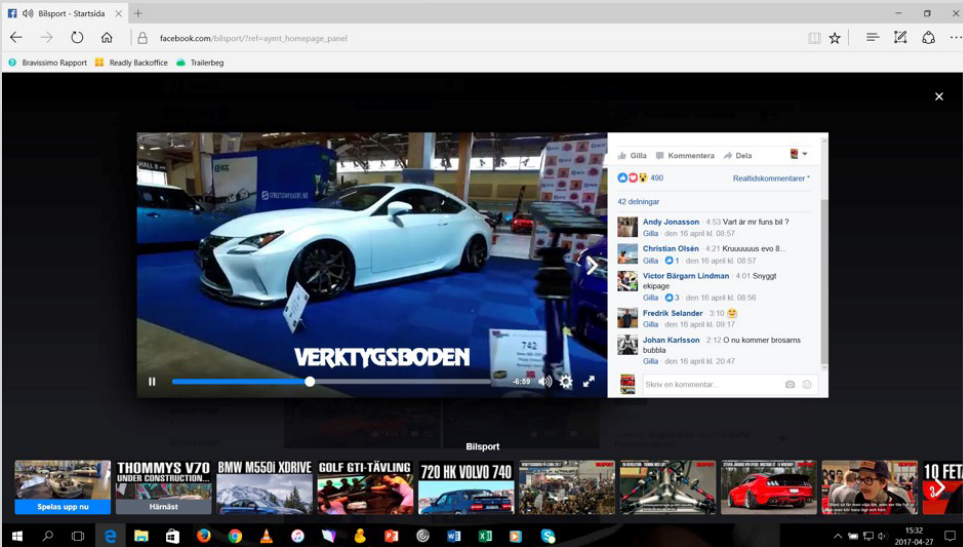 Bilsport - Startsida
facebook.com/bilsport/?ref=aymt_homepage_panel
Bravissimo Rapport Readly Backoffice Trailerbeg
Gilla Kommentera Dela
490 Realtidskommentarer
42 delningar
Andy Jonasson · 4:53 Vart är mr funs bil ?
Gilla · den 16 april kl. 08:57
Christian Olsén · 4:21 Kruuuuuus evo 8...
Gilla · 1 · den 16 april kl. 08:57
Victor Bärgarn Lindman · 4:01 Snyggt
ekipage
Gilla · 3 · den 16 april kl. 08:56
Fredrik Selander · 3:10
Gilla · den 16 april kl. 09:17
Johan Karlsson · 2:12 O nu kommer brosarns
bubbla
Gilla · den 16 april kl. 20:47
Skriv en kommentar...
742
VERKTYGSBODEN
-6:59
Bilsport
Spelas upp nu
THOMMYS V70
UNDER CONSTRUCTION...
Härnäst
BMW M550i XDRIVE
GOLF GTI-TÄVLING
720 HK VOLVO 740
10 FETA
15:32
2017-04-27